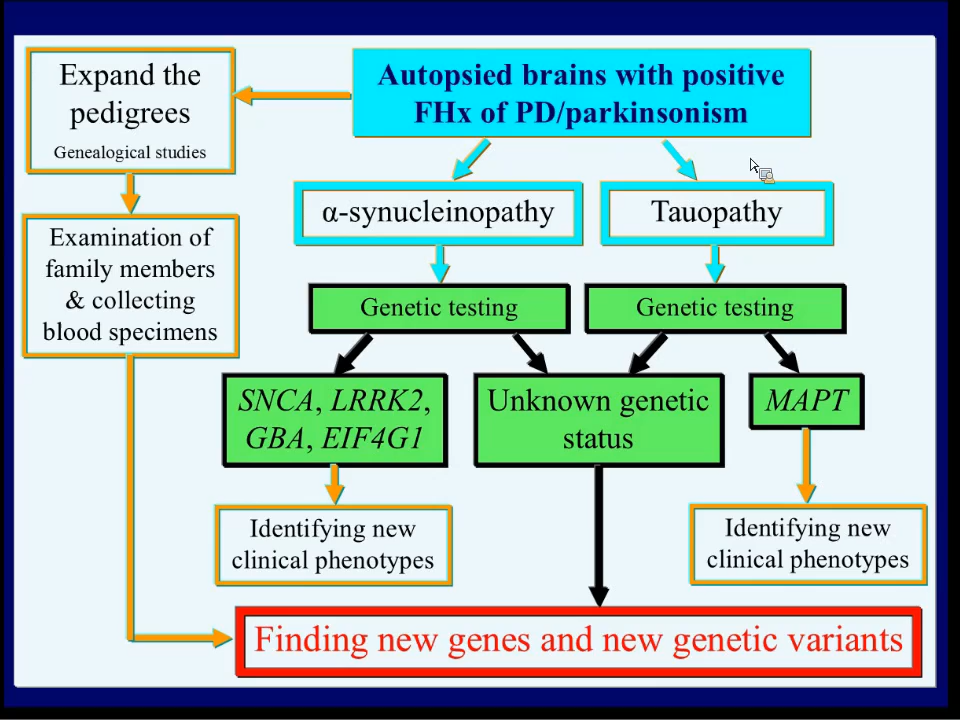 Expand the
pedigrees
Genealogical studies
Autopsied brains with positive
FHx of PD/parkinsonism
α-synucleinopathy
Tauopathy
Examination of
family members
& collecting
blood specimens
Genetic testing
Genetic testing
SNCA, LRRK2,
GBA, EIF4G1
Unknown genetic
status
MAPT
Identifying new
clinical phenotypes
Identifying new
clinical phenotypes
Finding new genes and new genetic variants